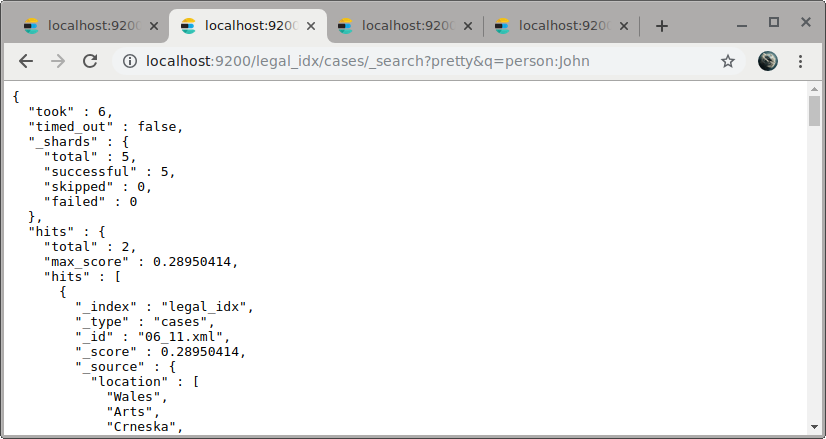 localhost:9200 localhost:9200 localhost:9200 localhost:9200
localhost:9200/legal_idx/cases/_search?pretty&q=person:John
{
  "took" : 6,
  "timed_out" : false,
  "_shards" : {
    "total" : 5,
    "successful" : 5,
    "skipped" : 0,
    "failed" : 0
  },
  "hits" : {
    "total" : 2,
    "max_score" : 0.28950414,
    "hits" : [
      {
        "_index" : "legal_idx",
        "_type" : "cases",
        "_id" : "06_11.xml",
        "_score" : 0.28950414,
        "_source" : {
          "location" : [
            "Wales",
            "Arts",
            "Crneska",